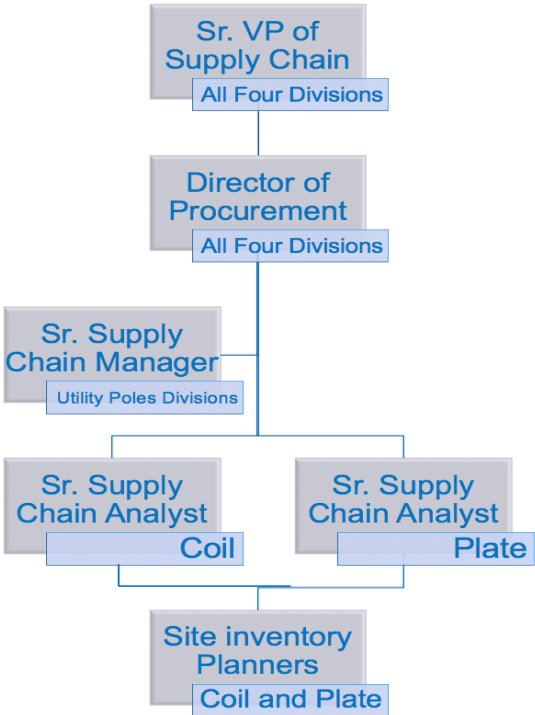 Sr. VP of
Supply Chain
All Four Divisions
Director of
Procurement
All Four Divisions
Sr. Supply
Chain Manager
Utility Poles Divisions
Sr. Supply
Chain Analyst
Coil
Sr. Supply
Chain Analyst
Plate
Site inventory
Planners
Coil and Plate